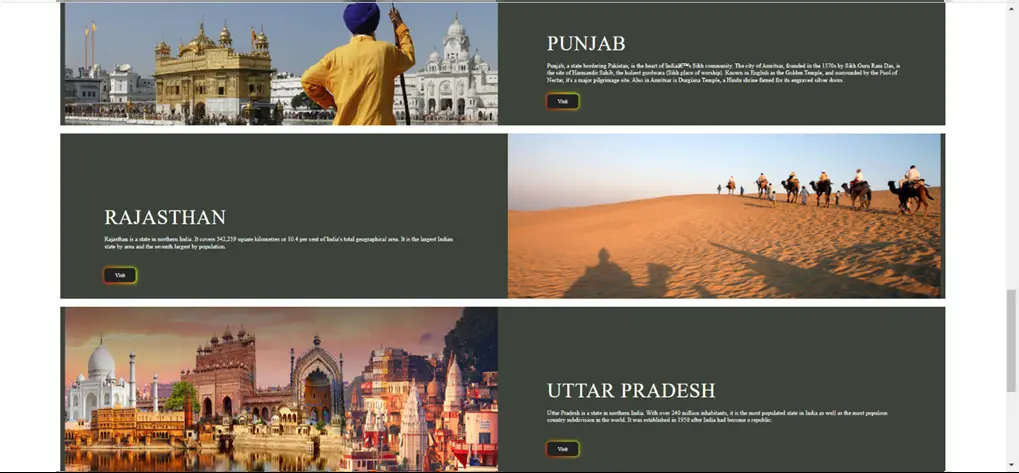 PUNJAB
Punjab, a state bordering Pakistan, is the heart of Indiaâ€™s Sikh community. The city of Amritsar, founded in the 1570s by Sikh Guru Ram Das, is
the site of Harmandir Sahib, the holiest gurdwara (Sikh place of worship). Known in English as the Golden Temple, and surrounded by the Pool of
Nectar, it's a major pilgrimage site. Also in Amritsar is Durgiana Temple, a Hindu shrine famed for its engraved silver doors.
Visit
RAJASTHAN
Rajasthan is a state in northern India. It covers 342,239 square kilometres or 10.4 per cent of India's total geographical area. It is the largest Indian
state by area and the seventh largest by population.
Visit
UTTAR PRADESH
Uttar Pradesh is a state in northern India. With over 240 million inhabitants, it is the most populated state in India as well as the most populous
country subdivision in the world. It was established in 1950 after India had become a republic.
Visit